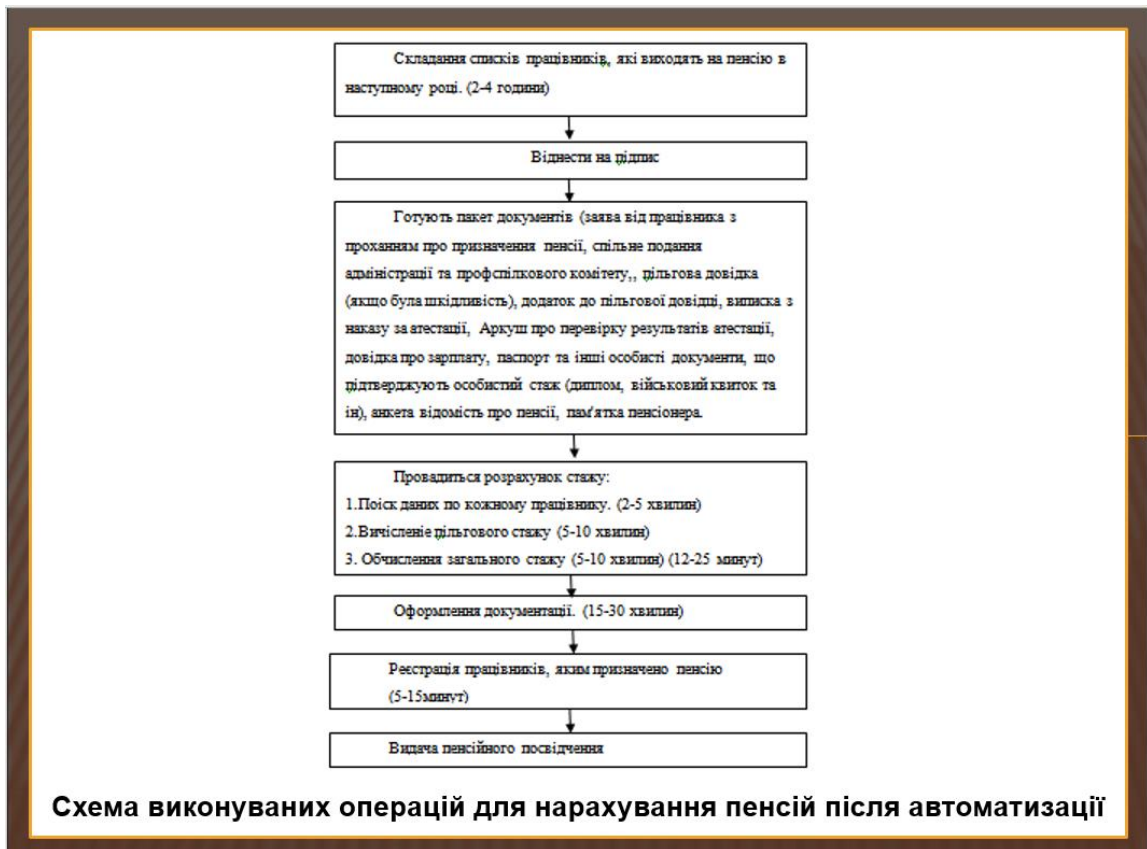 Складання списків працівників, які виходять на пенсію в
наступному році. (2-4 години)
Віднести на підпис
Готують пакет документів (заява від працівника з
проханням про призначення пенсії, спільне подання
адміністрації та профспілкового комітету,, пільгова довідка
(якщо була шкідливість), додаток до пільгової довідці, виписка з
наказу за атестації, Аркуш про перевірку результатів атестації,
довідка про зарплату, паспорт та інші особисті документи, що
підтверджують особистий стаж (диплом, військовий квиток та
ін), анкета відомість про пенсії, пам'ятка пенсіонера.
Провадиться розрахунок стажу:
1.Поіск даних по кожному працівнику. (2-5 хвилин)
2.Вичісленіе пільгового стажу (5-10 хвилин)
3. Обчислення загального стажу (5-10 хвилин) (12-25 минут)
Оформлення документації. (15-30 хвилин)
Реєстрація працівників, яким призначено пенсію
(5-15минут)
Видача пенсійного посвідчення
Схема виконуваних операцій для нарахування пенсій після автоматизації